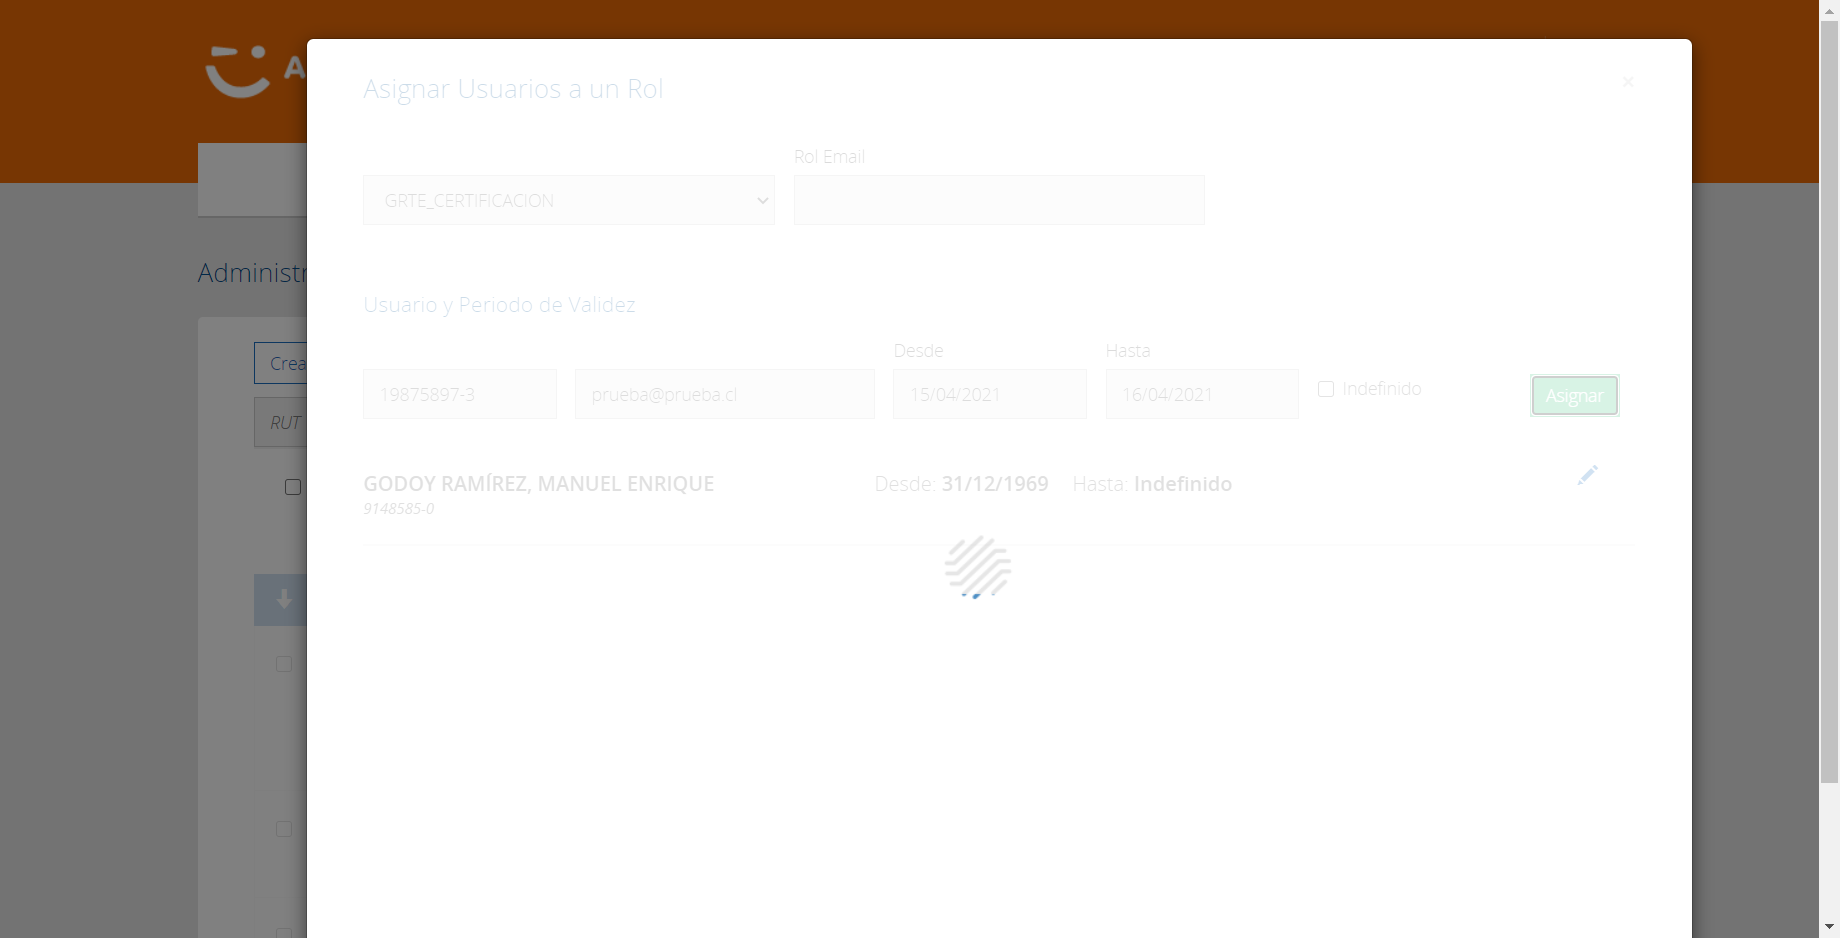 A
Asignar Usuarios a un Rol
×
Rol Email
GRTE_CERTIFICACION
Administr
Usuario y Periodo de Validez
Crea
Desde
Hasta
19875897-3
prueba@prueba.cl
15/04/2021
16/04/2021
Indefinido
Asignar
RUT
GODOY RAMÍREZ, MANUEL ENRIQUE
Desde: 31/12/1969
Hasta: Indefinido
9148585-0